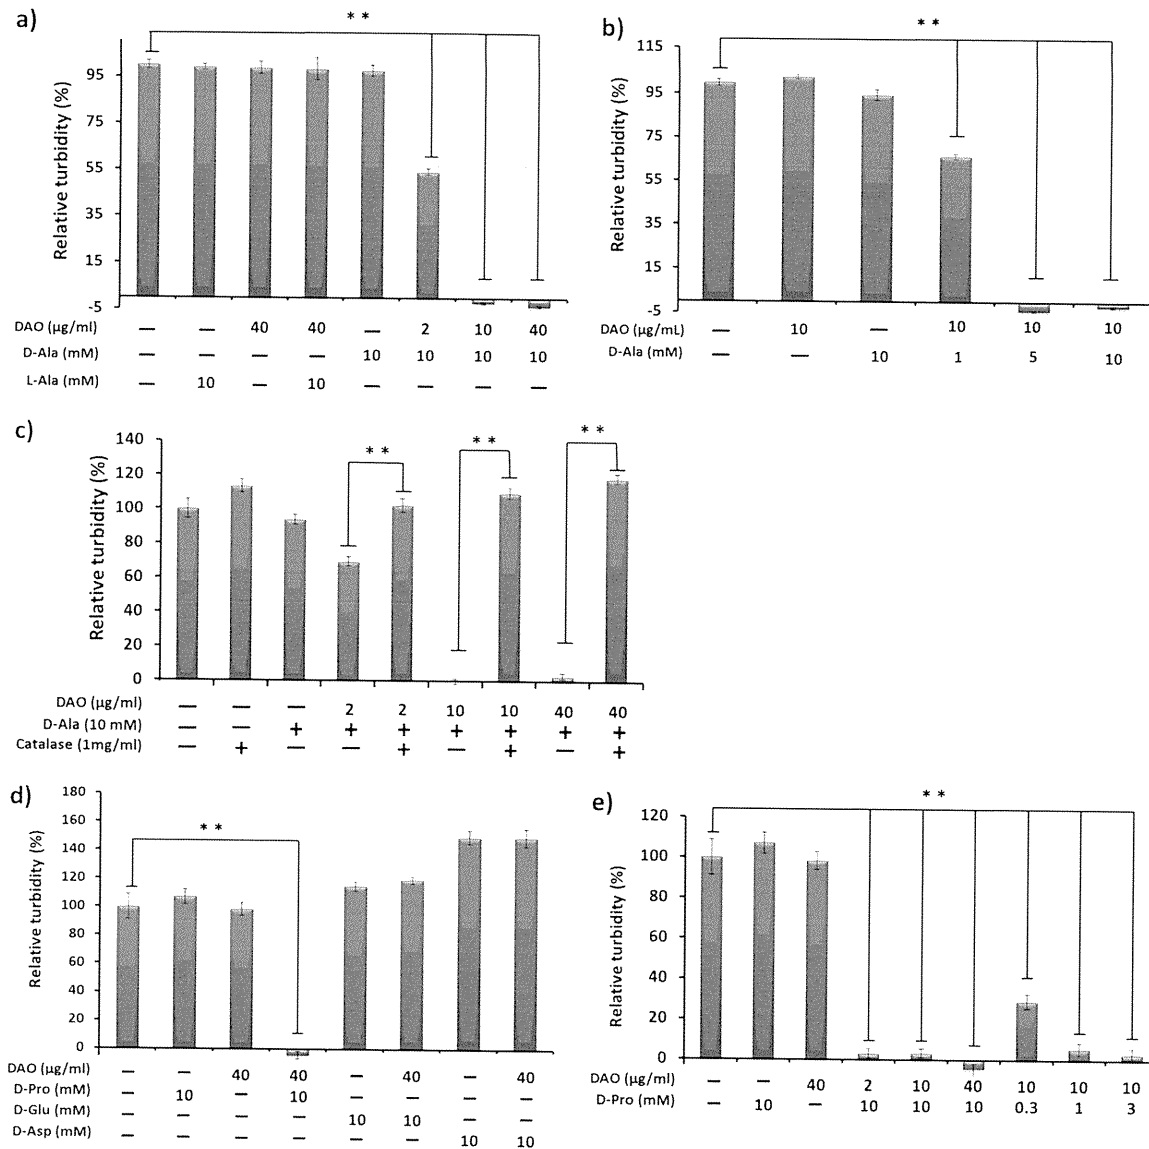 a)
* *
Relative turbidity (%)
95
75
55
35
15
-5
DAO (µg/ml) — — 40 40 — 2 10 40
D-Ala (mM) — — — — 10 10 10 10
L-Ala (mM) — 10 — 10 — — — —
b)
* *
Relative turbidity (%)
115
95
75
55
35
15
-5
DAO (µg/mL) — 10 — 10 10 10
D-Ala (mM) — — 10 1 5 10
c)
* *
* *
* *
Relative turbidity (%)
140
120
100
80
60
40
20
0
DAO (µg/ml) — — — 2 2 10 10 40 40
D-Ala (10 mM) — — + + + + + + +
Catalase (1mg/ml) — + — — + — + — +
d)
* *
Relative turbidity (%)
180
160
140
120
100
80
60
40
20
0
DAO (µg/ml) — — 40 40 — 40 — 40
D-Pro (mM) — 10 — 10 — — — —
D-Glu (mM) — — — — 10 10 — —
D-Asp (mM) — — — — — — 10 10
e)
* *
Relative turbidity (%)
120
100
80
60
40
20
0
DAO (µg/ml) — — 40 2 10 40 10 10 10
D-Pro (mM) — 10 — 10 10 10 0.3 1 3